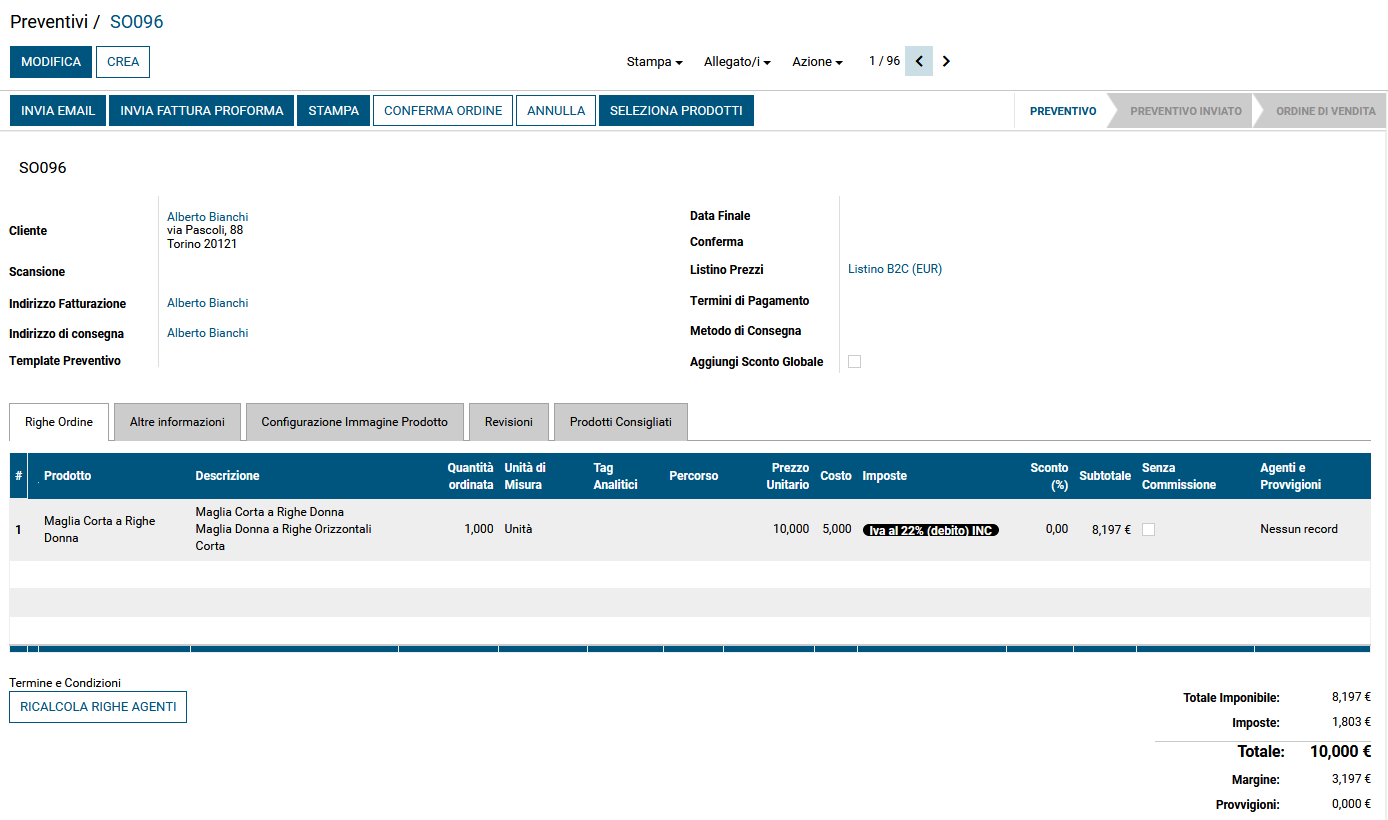 Preventivi / SO096
MODIFICA CREA Stampa Allegato/i Azione 1 / 96
INVIA EMAIL INVIA FATTURA PROFORMA STAMPA CONFERMA ORDINE ANNULLA SELEZIONA PRODOTTI PREVENTIVO PREVENTIVO INVIATO ORDINE DI VENDITA
SO096
Cliente
Alberto Bianchi
via Pascoli, 88
Torino 20121
Scansione
Indirizzo Fatturazione Alberto Bianchi
Indirizzo di consegna Alberto Bianchi
Template Preventivo
Data Finale
Conferma
Listino Prezzi Listino B2C (EUR)
Termini di Pagamento
Metodo di Consegna
Aggiungi Sconto Globale
Righe Ordine Altre informazioni Configurazione Immagine Prodotto Revisioni Prodotti Consigliati
# Prodotto Descrizione Quantità ordinata Unità di Misura Tag Analitici Percorso Prezzo Unitario Costo Imposte Sconto (%) Subtotale Senza Commissione Agenti e Provvigioni
1 Maglia Corta a Righe Donna
Maglia Corta a Righe Donna
Maglia Donna a Righe Orizzontali
Corta
1,000 Unità 10,000 5,000 Iva al 22% (debito) INC 0,00 8,197 € Nessun record
Termine e Condizioni
RICALCOLA RIGHE AGENTI
Totale Imponibile: 8,197 €
Imposte: 1,803 €
Totale: 10,000 €
Margine: 3,197 €
Provvigioni: 0,000 €